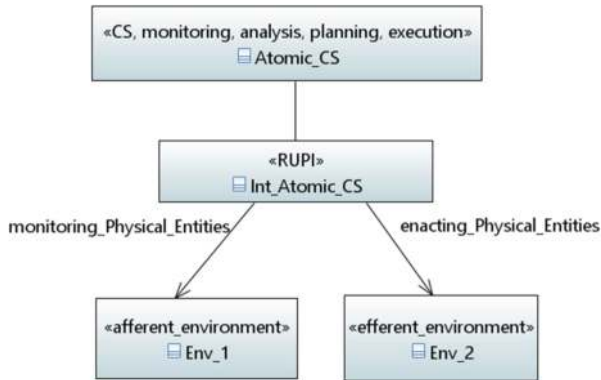 «CS, monitoring, analysis, planning, execution»
Atomic_CS
«RUPI»
Int_Atomic_CS
monitoring_Physical_Entities
enacting_Physical_Entities
«afferent_environment»
Env_1
«efferent_environment»
Env_2